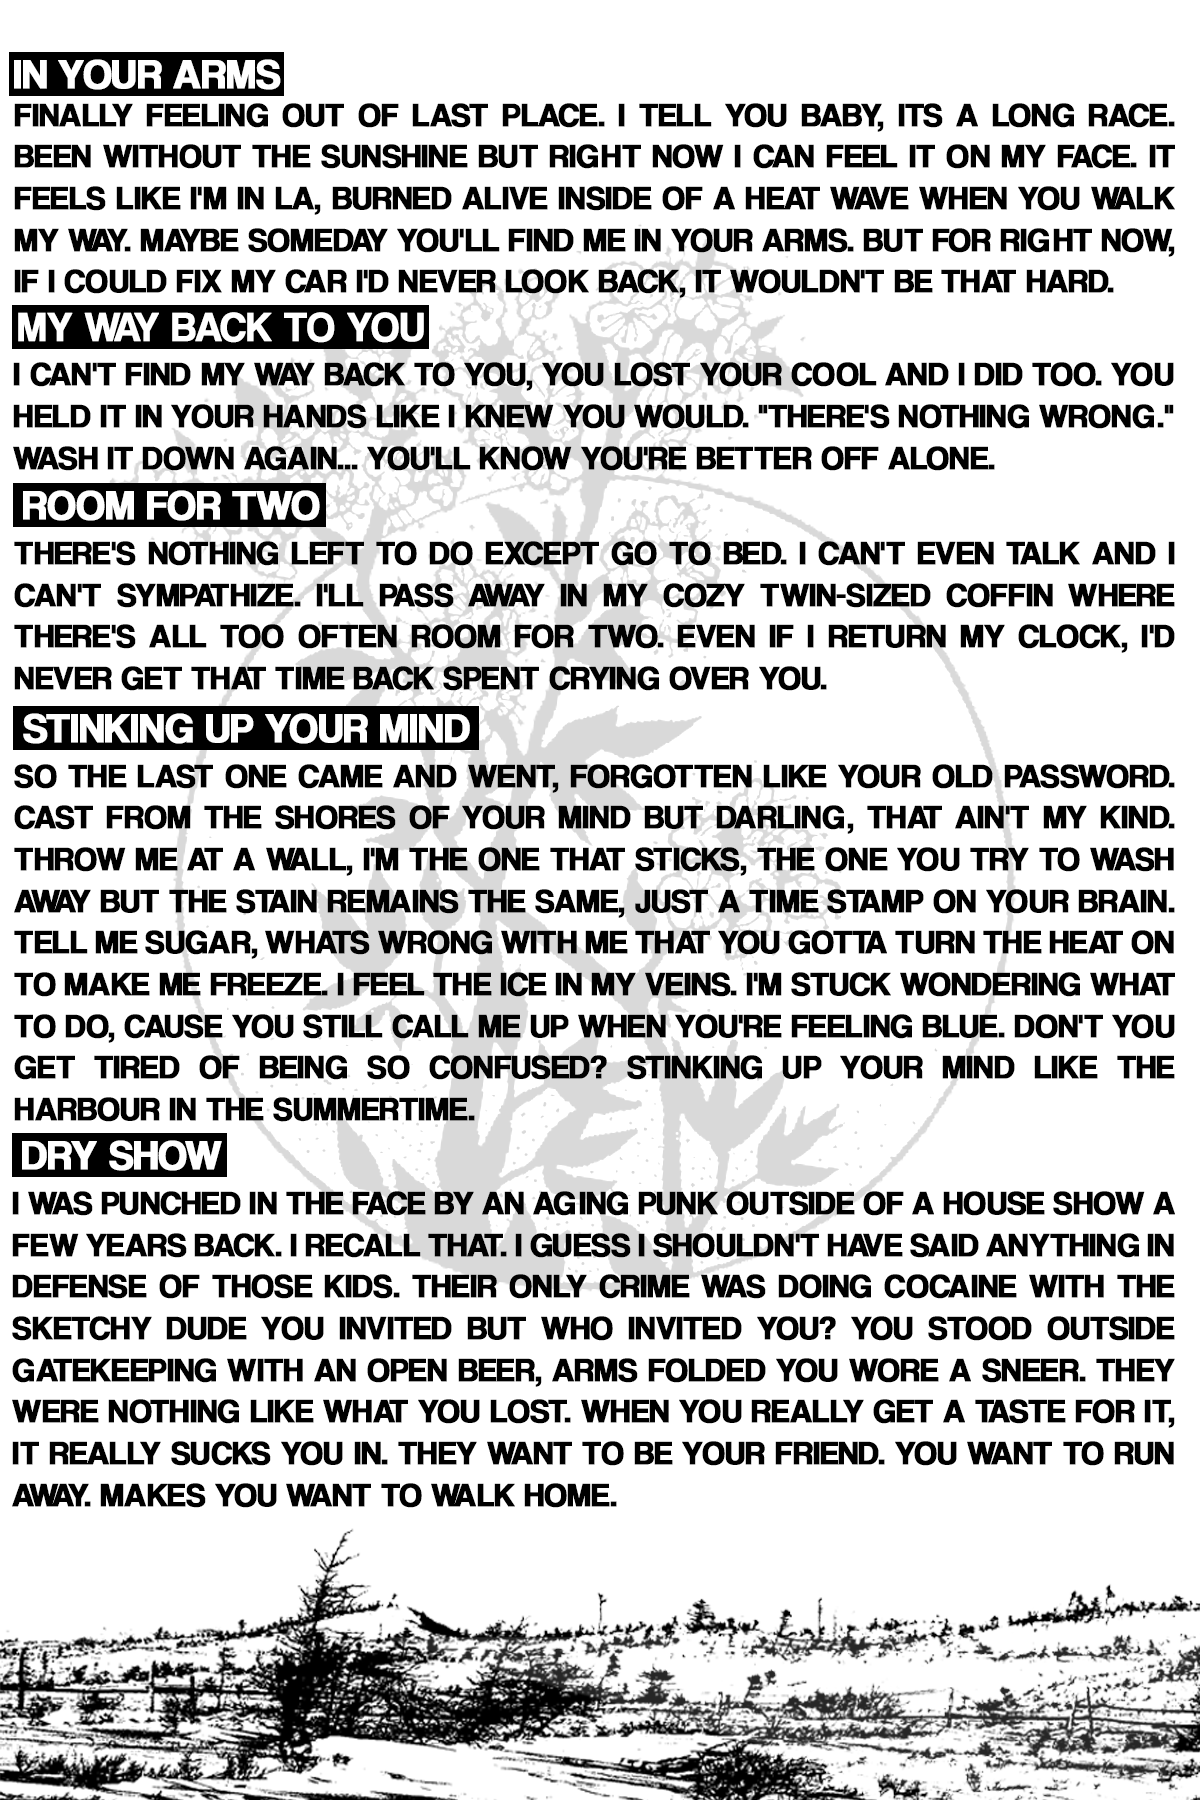 IN YOUR ARMS
FINALLY FEELING OUT OF LAST PLACE. I TELL YOU BABY, ITS A LONG RACE.
BEEN WITHOUT THE SUNSHINE BUT RIGHT NOW I CAN FEEL IT ON MY FACE. IT
FEELS LIKE I'M IN LA, BURNED ALIVE INSIDE OF A HEAT WAVE WHEN YOU WALK
MY WAY. MAYBE SOMEDAY YOU'LL FIND ME IN YOUR ARMS. BUT FOR RIGHT NOW,
IF I COULD FIX MY CAR I'D NEVER LOOK BACK, IT WOULDN'T BE THAT HARD.
MY WAY BACK TO YOU
I CAN'T FIND MY WAY BACK TO YOU, YOU LOST YOUR COOL AND I DID TOO. YOU
HELD IT IN YOUR HANDS LIKE I KNEW YOU WOULD. "THERE'S NOTHING WRONG."
WASH IT DOWN AGAIN... YOU'LL KNOW YOU'RE BETTER OFF ALONE.
ROOM FOR TWO
THERE'S NOTHING LEFT TO DO EXCEPT GO TO BED. I CAN'T EVEN TALK AND I
CAN'T SYMPATHIZE. I'LL PASS AWAY IN MY COZY TWIN-SIZED COFFIN WHERE
THERE'S ALL TOO OFTEN ROOM FOR TWO. EVEN IF I RETURN MY CLOCK, I'D
NEVER GET THAT TIME BACK SPENT CRYING OVER YOU.
STINKING UP YOUR MIND
SO THE LAST ONE CAME AND WENT, FORGOTTEN LIKE YOUR OLD PASSWORD.
CAST FROM THE SHORES OF YOUR MIND BUT DARLING, THAT AIN'T MY KIND.
THROW ME AT A WALL, I'M THE ONE THAT STICKS, THE ONE YOU TRY TO WASH
AWAY BUT THE STAIN REMAINS THE SAME, JUST A TIME STAMP ON YOUR BRAIN.
TELL ME SUGAR, WHATS WRONG WITH ME THAT YOU GOTTA TURN THE HEAT ON
TO MAKE ME FREEZE. I FEEL THE ICE IN MY VEINS. I'M STUCK WONDERING WHAT
TO DO, CAUSE YOU STILL CALL ME UP WHEN YOU'RE FEELING BLUE. DON'T YOU
GET TIRED OF BEING SO CONFUSED? STINKING UP YOUR MIND LIKE THE
HARBOUR IN THE SUMMERTIME.
DRY SHOW
I WAS PUNCHED IN THE FACE BY AN AGING PUNK OUTSIDE OF A HOUSE SHOW A
FEW YEARS BACK. I RECALL THAT. I GUESS I SHOULDN'T HAVE SAID ANYTHING IN
DEFENSE OF THOSE KIDS. THEIR ONLY CRIME WAS DOING COCAINE WITH THE
SKETCHY DUDE YOU INVITED BUT WHO INVITED YOU? YOU STOOD OUTSIDE
GATEKEEPING WITH AN OPEN BEER, ARMS FOLDED YOU WORE A SNEER. THEY
WERE NOTHING LIKE WHAT YOU LOST. WHEN YOU REALLY GET A TASTE FOR IT,
IT REALLY SUCKS YOU IN. THEY WANT TO BE YOUR FRIEND. YOU WANT TO RUN
AWAY. MAKES YOU WANT TO WALK HOME.